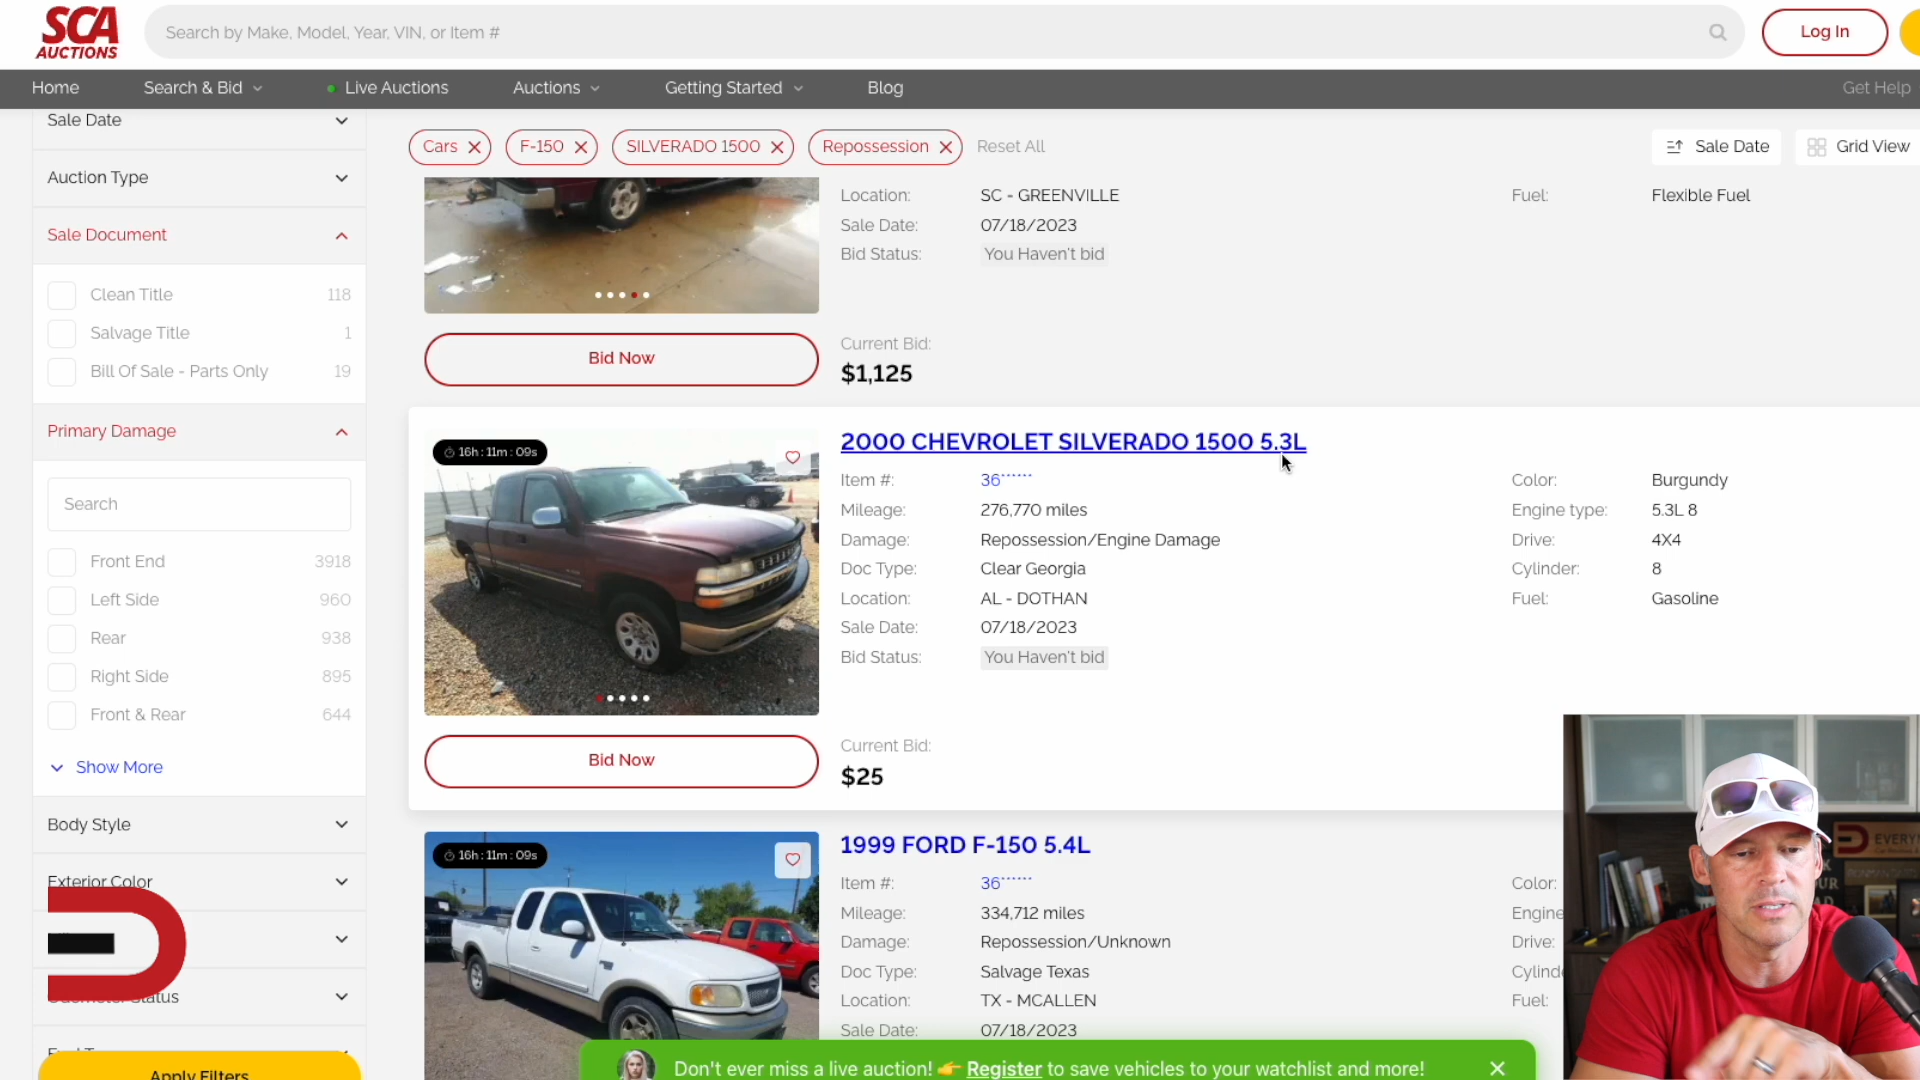 SCA
AUCTIONS
Search by Make, Model, Year, VIN, or Item #
Log In
Home
Search & Bid
Live Auctions
Auctions
Getting Started
Blog
Get Help
Sale Date
Auction Type
Sale Document
Clean Title 118
Salvage Title 1
Bill Of Sale - Parts Only 19
Primary Damage
Search
Front End 3918
Left Side 960
Rear 938
Right Side 895
Front & Rear 644
Show More
Body Style
Exterior Color
Status
Apply Filters
Cars
F-150
SILVERADO 1500
Repossession
Reset All
Sale Date
Grid View
Location: SC - GREENVILLE
Sale Date: 07/18/2023
Bid Status: You Haven't bid
Fuel: Flexible Fuel
Bid Now
Current Bid:
$1,125
16h : 11m : 09s
2000 CHEVROLET SILVERADO 1500 5.3L
Item #: 36******
Mileage: 276,770 miles
Damage: Repossession/Engine Damage
Doc Type: Clear Georgia
Location: AL - DOTHAN
Sale Date: 07/18/2023
Bid Status: You Haven't bid
Color: Burgundy
Engine type: 5.3L 8
Drive: 4X4
Cylinder: 8
Fuel: Gasoline
Bid Now
Current Bid:
$25
16h : 11m : 09s
1999 FORD F-150 5.4L
Item #: 36******
Mileage: 334,712 miles
Damage: Repossession/Unknown
Doc Type: Salvage Texas
Location: TX - MCALLEN
Sale Date: 07/18/2023
Color:
Engine
Drive:
Cylind
Fuel:
Don't ever miss a live auction! 👉 Register to save vehicles to your watchlist and more!